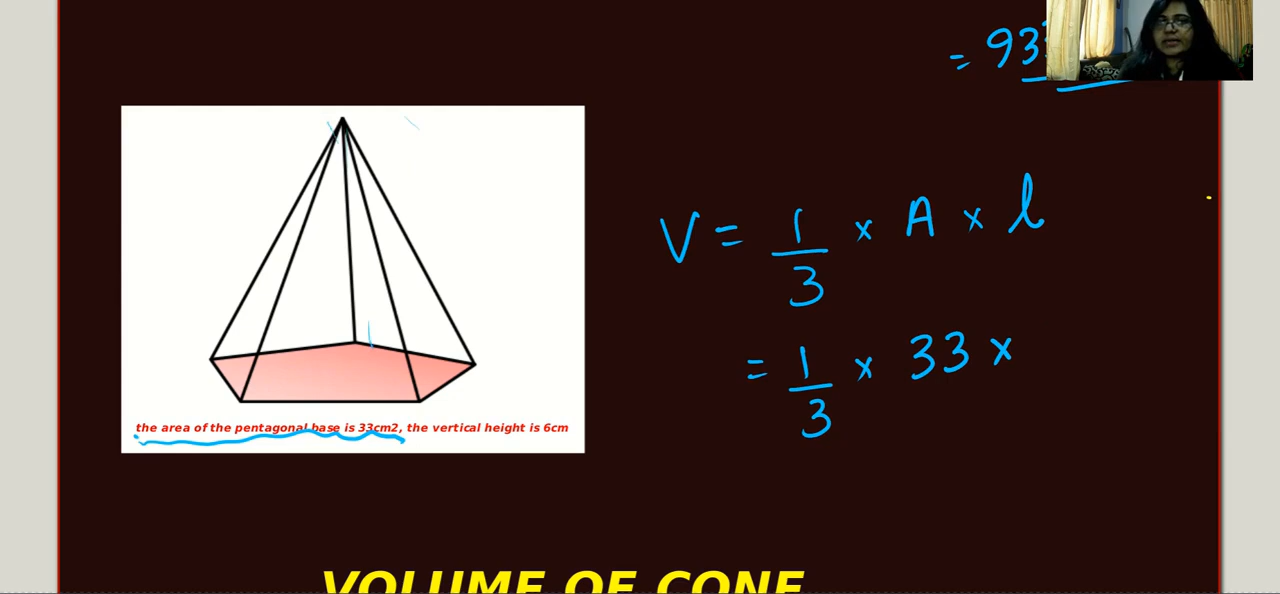 = 93
V = 1/3 × A × l
= 1/3 × 33 ×
the area of the pentagonal base is 33cm2, the vertical height is 6cm
VOLUME OF CONE